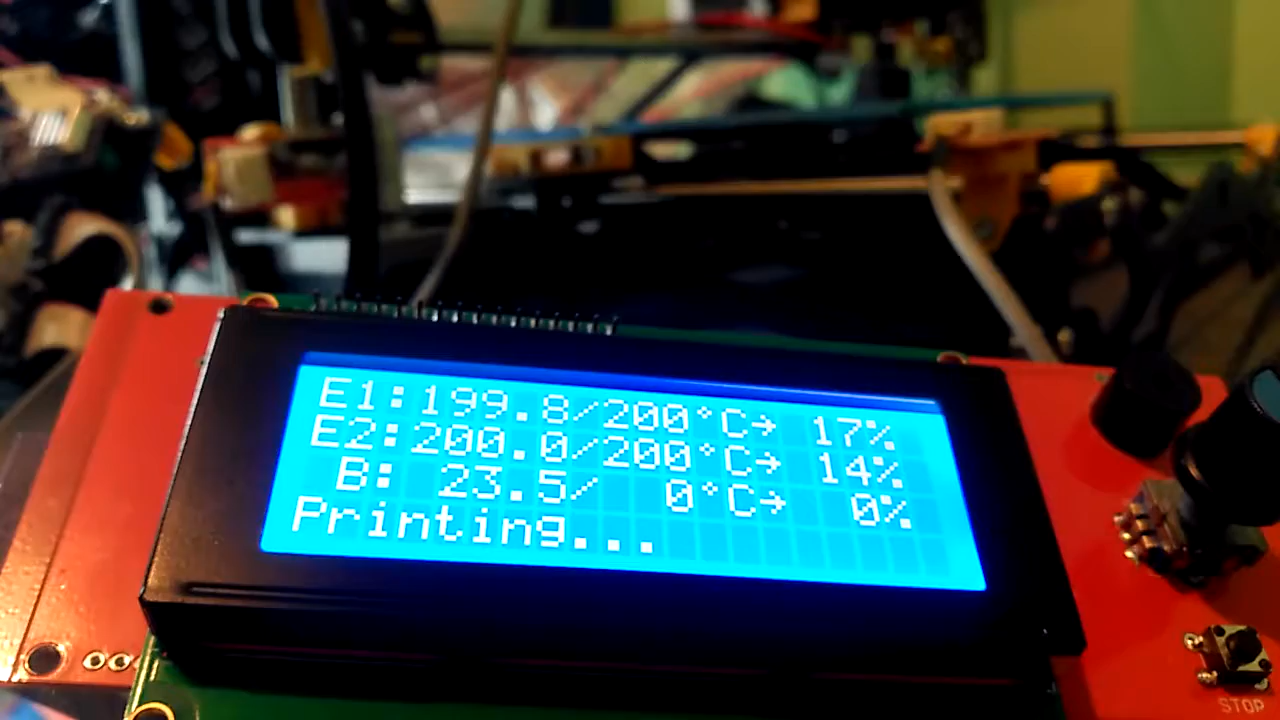 E1:199.8/200°C→ 17%
E2:200.0/200°C→ 14%
B: 23.5/ 0°C→ 0%
Printing...
STOP